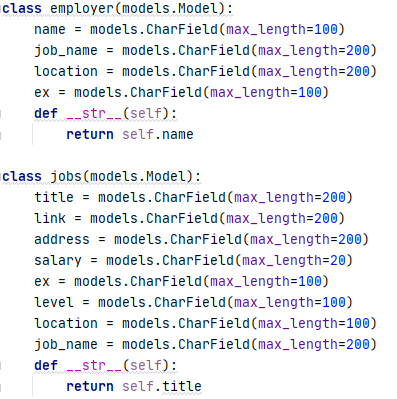 class employer(models.Model):
    name = models.CharField(max_length=100)
    job_name = models.CharField(max_length=200)
    location = models.CharField(max_length=200)
    ex = models.CharField(max_length=100)
    def __str__(self):
        return self.name

class jobs(models.Model):
    title = models.CharField(max_length=200)
    link = models.CharField(max_length=200)
    address = models.CharField(max_length=200)
    salary = models.CharField(max_length=20)
    ex = models.CharField(max_length=100)
    level = models.CharField(max_length=100)
    location = models.CharField(max_length=100)
    job_name = models.CharField(max_length=200)
    def __str__(self):
        return self.title